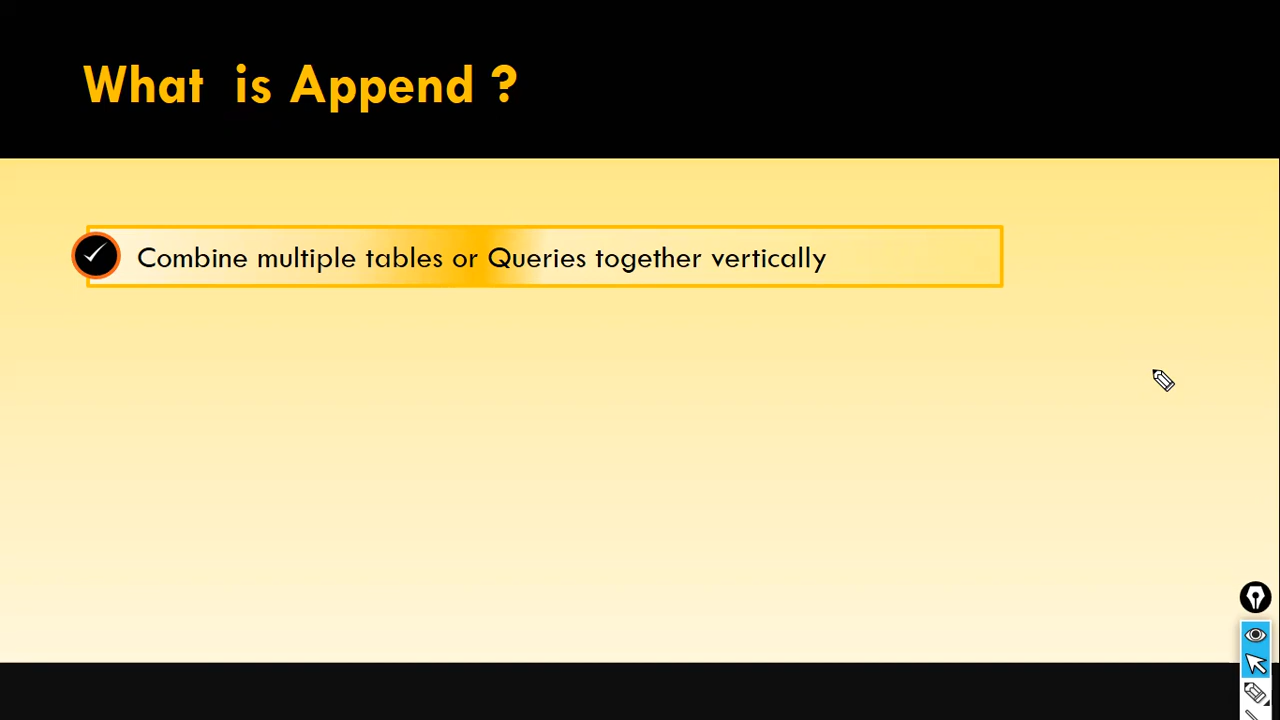 What is Append ?
Combine multiple tables or Queries together vertically